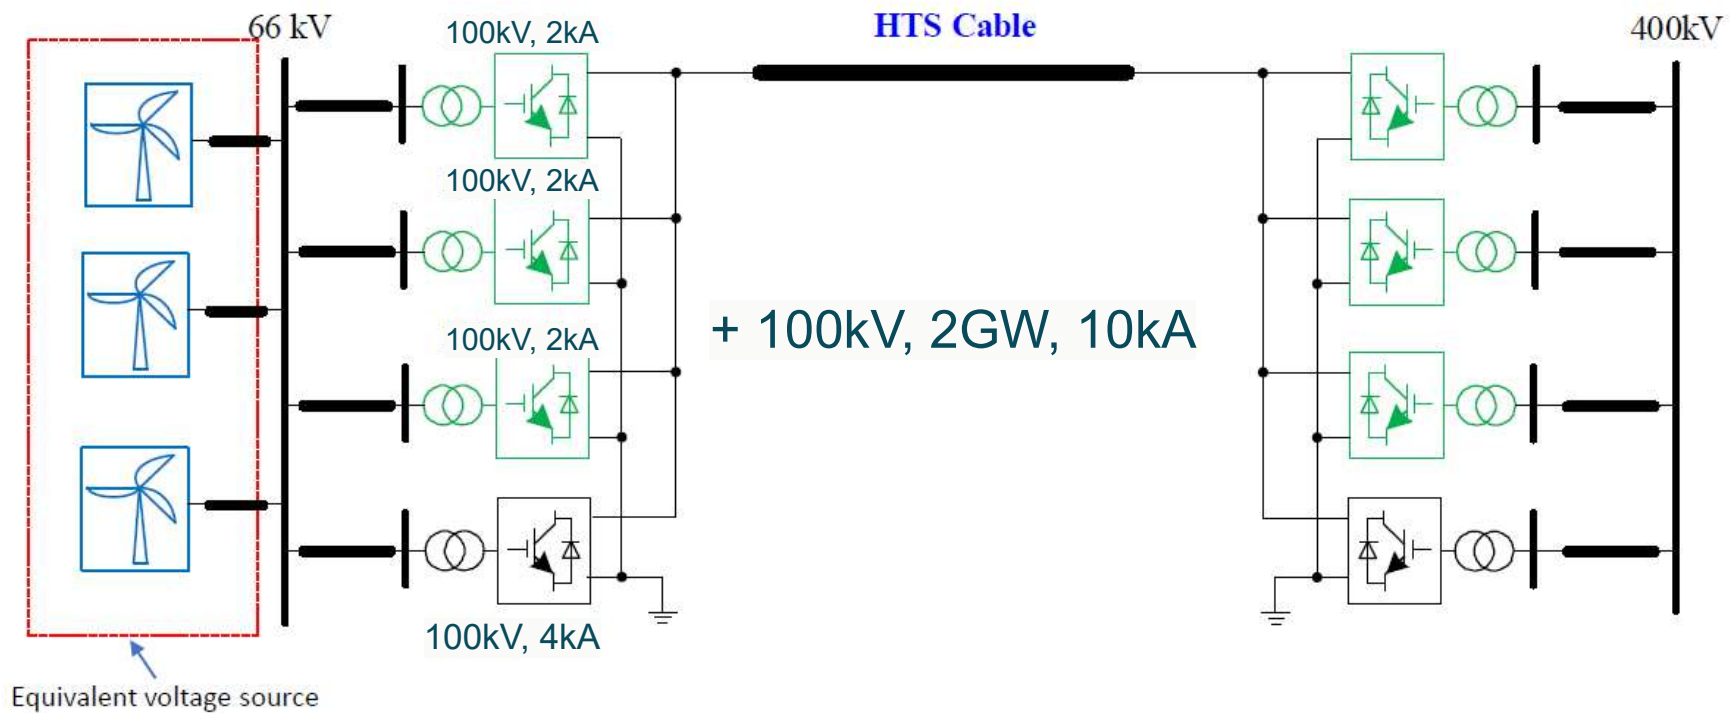 66 kV
100kV, 2kA
HTS Cable
400kV
100kV, 2kA
+ 100kV, 2GW, 10kA
100kV, 2kA
100kV, 4kA
Equivalent voltage source